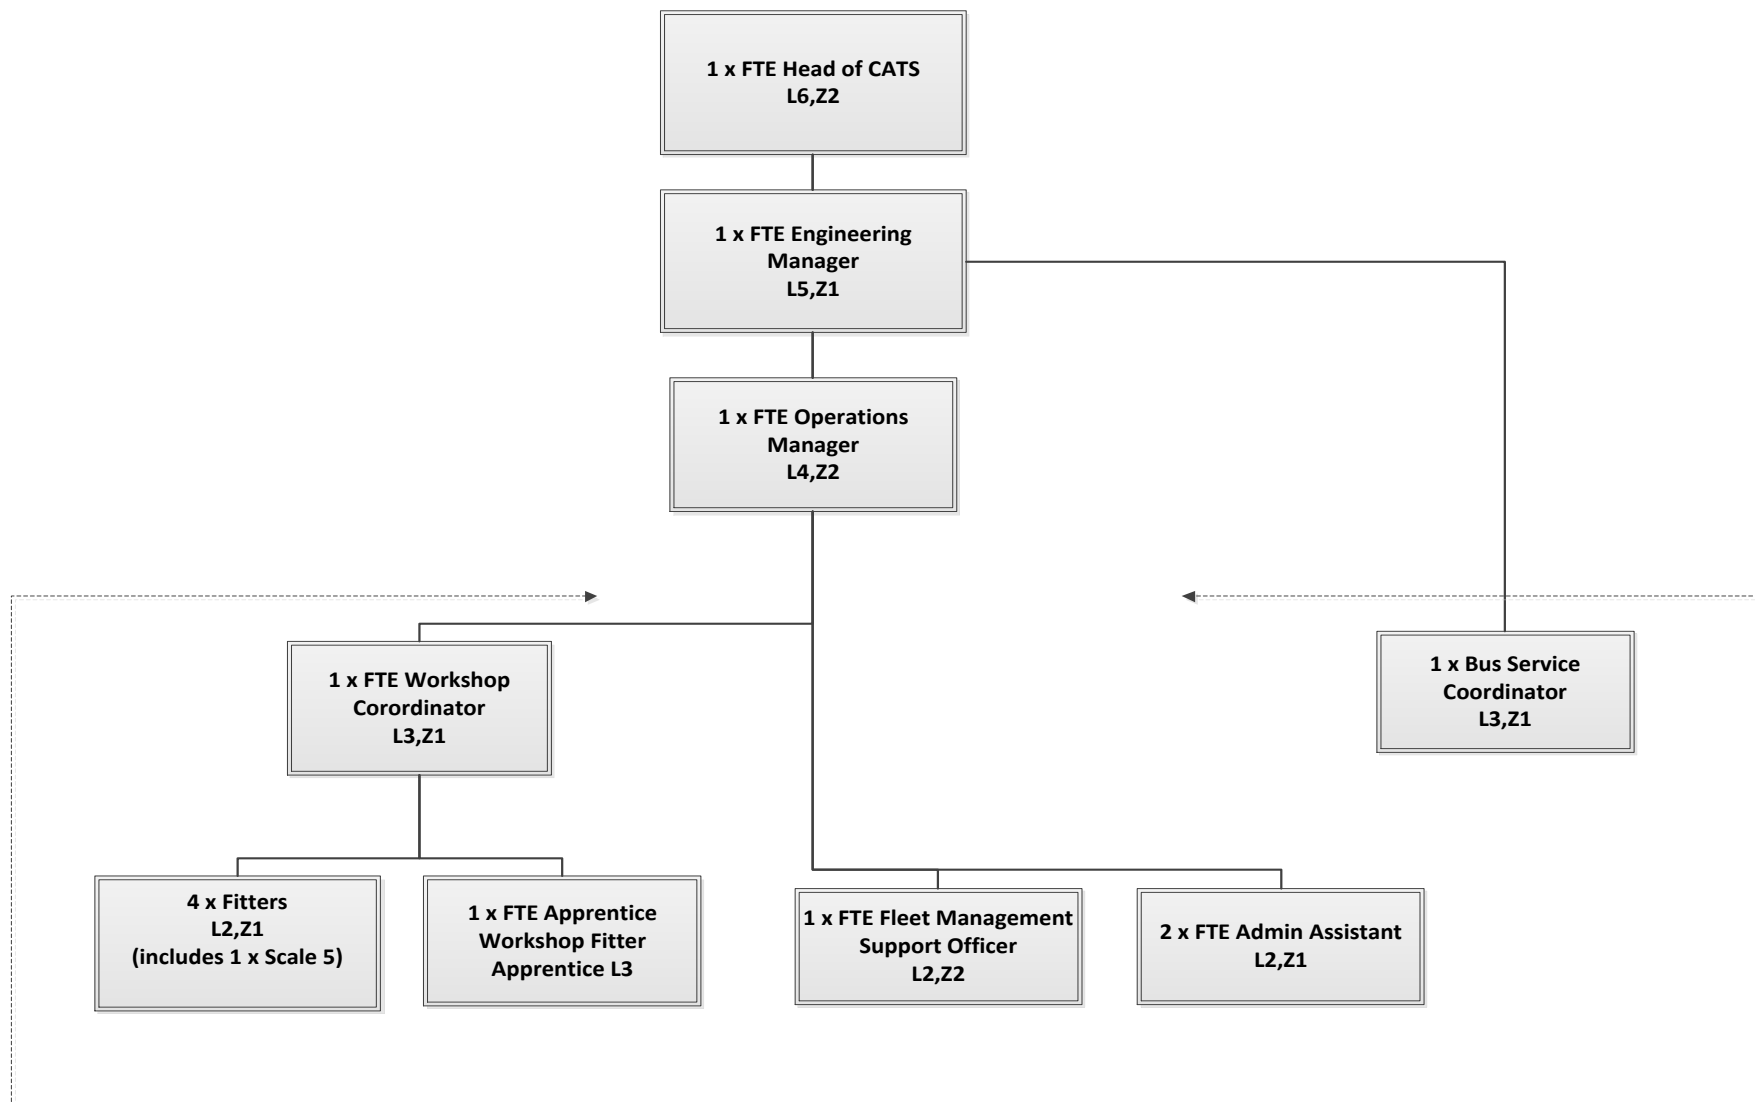 1 x FTE Head of CATS
L6,Z2
1 x FTE Engineering
Manager
L5,Z1
1 x FTE Operations
Manager
L4,Z2
1 x FTE Workshop
Corordinator
L3,Z1
1 x Bus Service
Coordinator
L3,Z1
4 x Fitters
L2,Z1
(includes 1 x Scale 5)
1 x FTE Apprentice
Workshop Fitter
Apprentice L3
1 x FTE Fleet Management
Support Officer
L2,Z2
2 x FTE Admin Assistant
L2,Z1